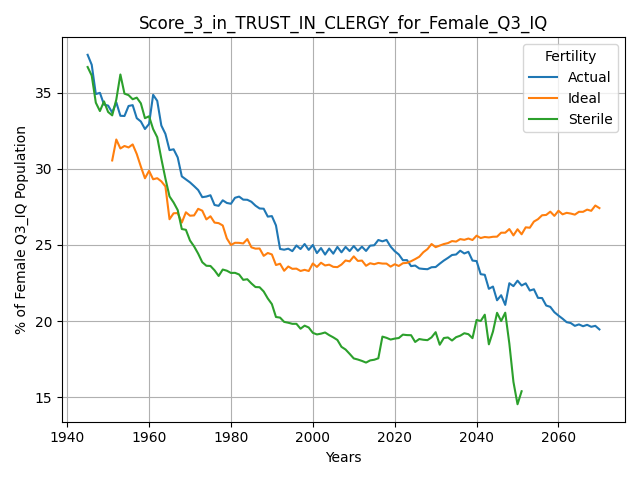 Score_3_in_TRUST_IN_CLERGY_for_Female_Q3_IQ
Fertility
Actual
Ideal
Sterile
% of Female Q3_IQ Population
35
30
25
20
15
1940 1960 1980 2000 2020 2040 2060
Years